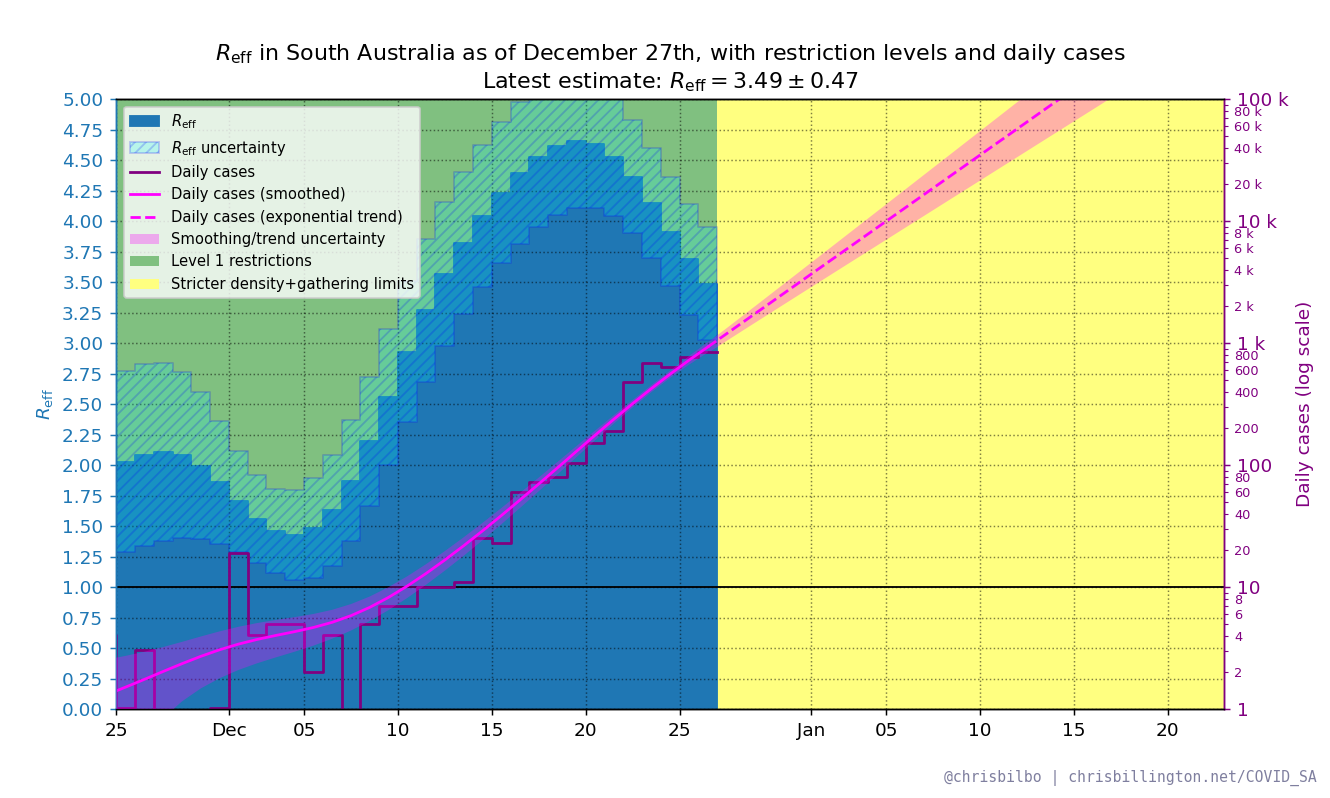 R_eff in South Australia as of December 27th, with restriction levels and daily cases
Latest estimate: R_eff = 3.49 ± 0.47
R_eff
R_eff uncertainty
Daily cases
Daily cases (smoothed)
Daily cases (exponential trend)
Smoothing/trend uncertainty
Level 1 restrictions
Stricter density+gathering limits
R_eff
5.00
4.75
4.50
4.25
4.00
3.75
3.50
3.25
3.00
2.75
2.50
2.25
2.00
1.75
1.50
1.25
1.00
0.75
0.50
0.25
0.00
25 Dec 05 10 15 20 25 Jan 05 10 15 20
100 k
80 k
60 k
40 k
20 k
10 k
8 k
6 k
4 k
2 k
1 k
800
600
400
200
100
80
60
40
20
10
8
6
4
2
1
Daily cases (log scale)
@chrisbilbo | chrisbillington.net/COVID_SA